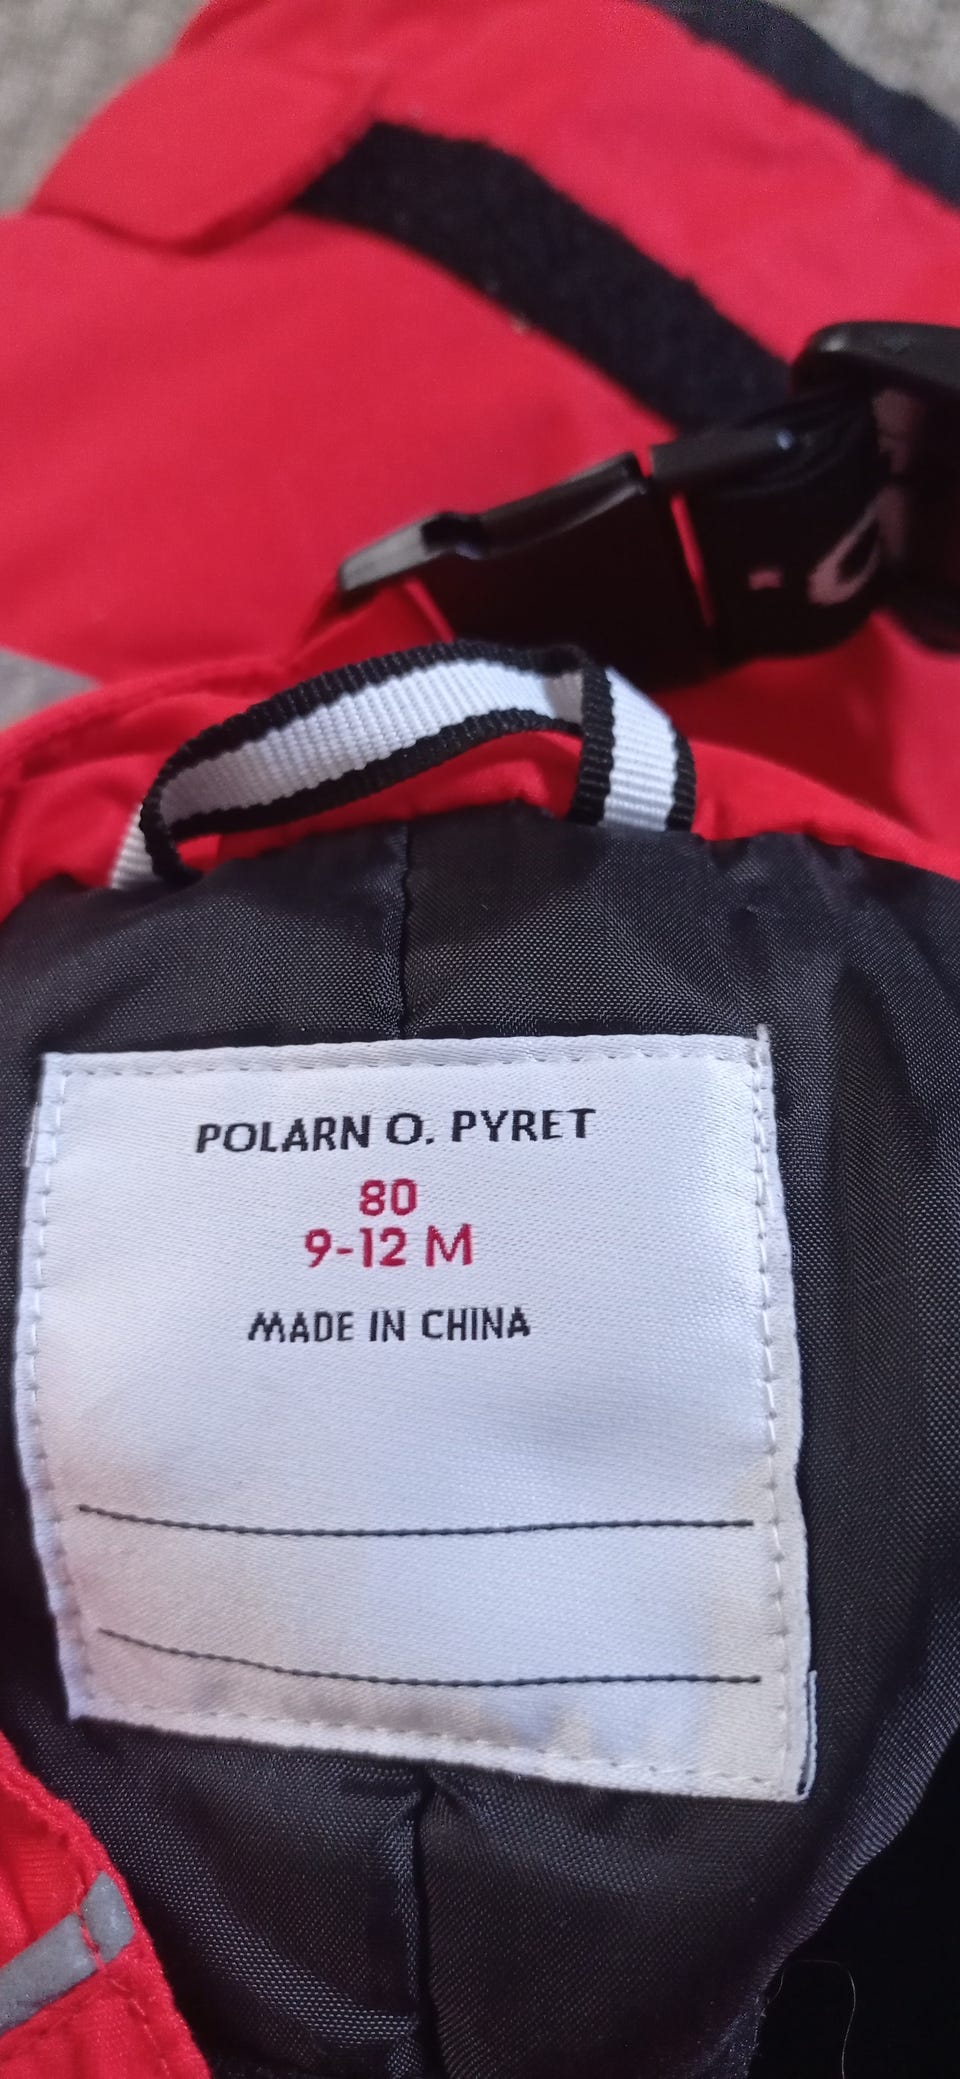 POLARN O. PYRET
80
9-12 M
MADE IN CHINA